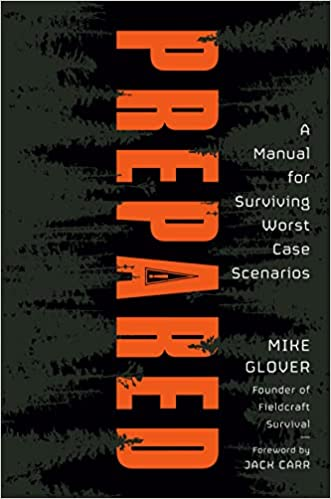 PREPARED
A
Manual
for
Surviving
Worst
Case
Scenarios
MIKE
GLOVER
Founder of
Fieldcraft
Survival
Foreword by
JACK CARR